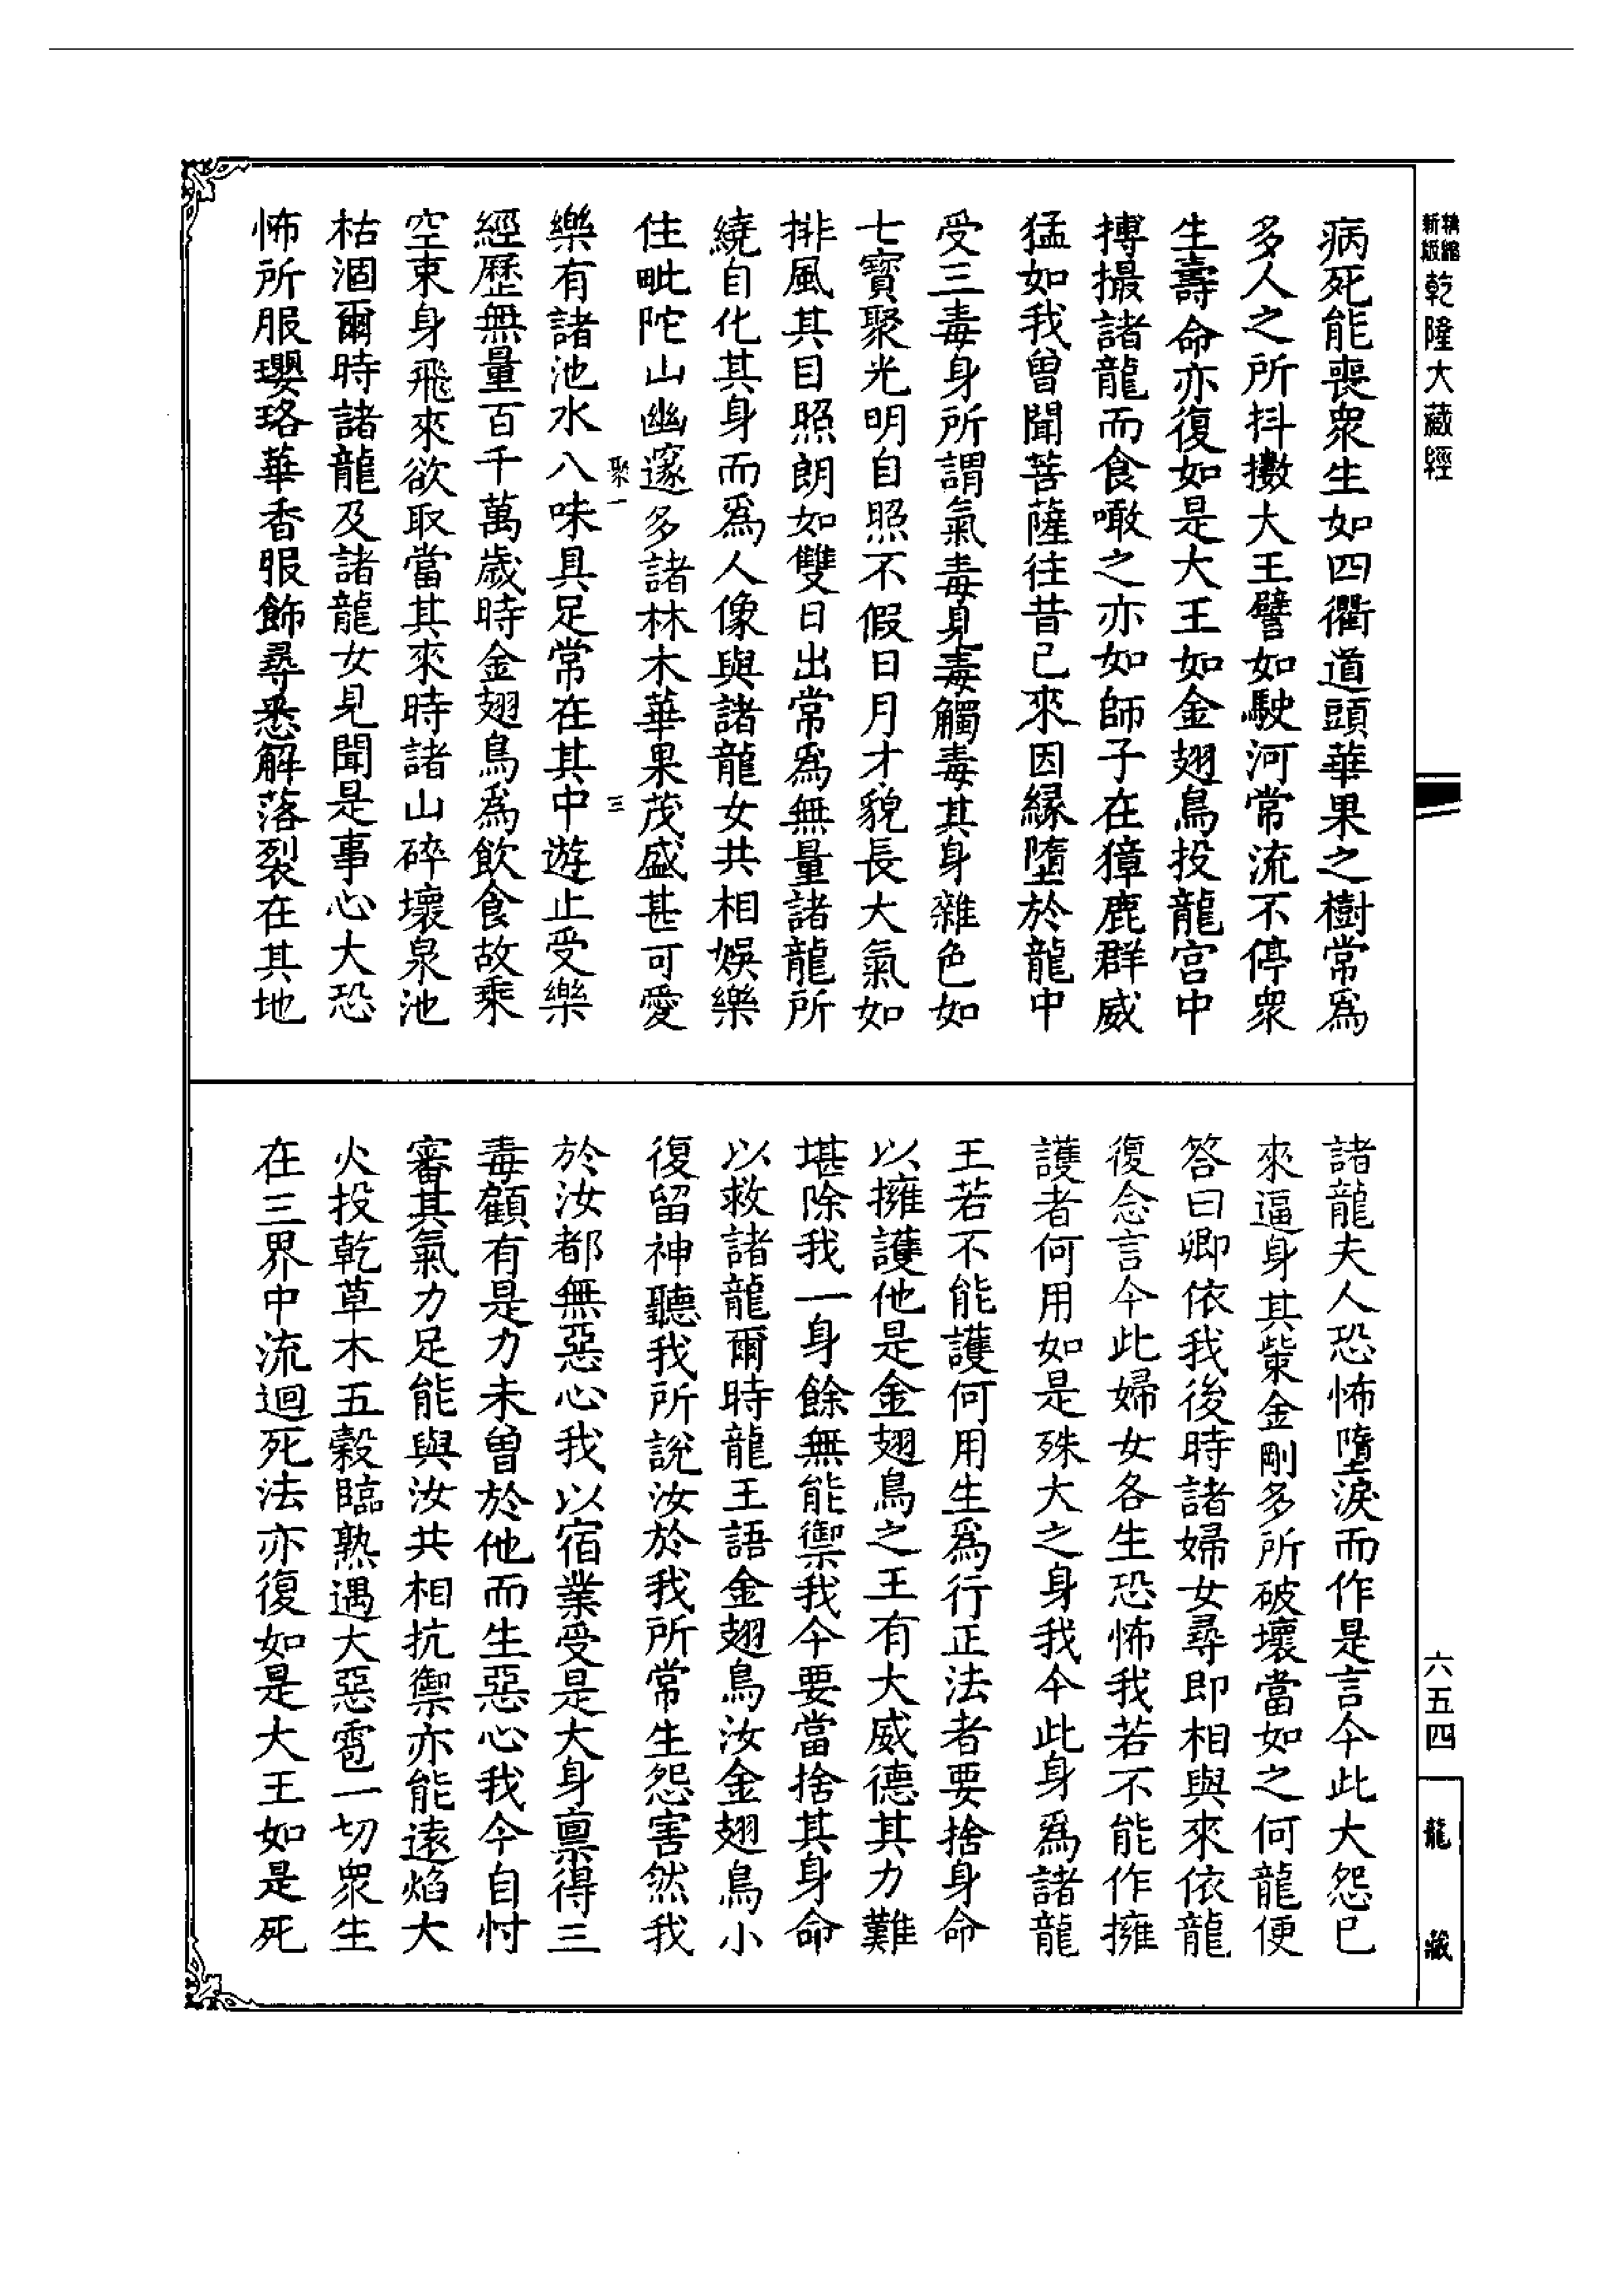 精縮新版 乾隆大藏經
病死能喪衆生如四衢道頭華果之樹常爲
多人之所抖擻大王譬如駛河常流不停衆
生壽命亦復如是大王如金翅鳥投龍宮中
搏撮諸龍而食噉之亦如師子在獐鹿群威
猛如我曾聞菩薩往昔已來因緣墮於龍中
受三毒身所謂氣毒見毒觸毒其身雜色如
七寶聚光明自照不假日月才貌長大氣如
排風其目照朗如雙日出常爲無量諸龍所
繞自化其身而爲人像與諸龍女共相娛樂
住毗陀山幽邃多諸林木華果茂盛甚可愛
聚一 三
樂有諸池水八味具足常在其中遊止受樂
經歷無量百千萬歲時金翅鳥爲飲食故乘
空束身飛來欲取當其來時諸山碎壞泉池
枯涸爾時諸龍及諸龍女見聞是事心大恐
怖所服瓔珞華香服飾尋悉解落裂在其地
諸龍夫人恐怖墮淚而作是言今此大怨已
來逼身其紫金剛多所破壞當如之何龍便
答曰卿依我後時諸婦女尋即相與來依龍
復念言今此婦女各生恐怖我若不能作擁
護者何用如是殊大之身我今此身爲諸龍
王若不能護何用生爲行正法者要捨身命
以擁護他是金翅鳥之王有大威德其力難
堪除我一身餘無能禦我今要當捨其身命
以救諸龍爾時龍王語金翅鳥汝金翅鳥小
復留神聽我所說汝於我所常生怨害然我
於汝都無惡心我以宿業受是大身禀得三
毒顧有是力未曾於他而生惡心我今自忖
審其氣力足能與汝共相抗禦亦能遠焰大
火投乾草木五穀臨熟遇大惡雹一切衆生
在三界中流迴死法亦復如是大王如是死
六五四
龍藏